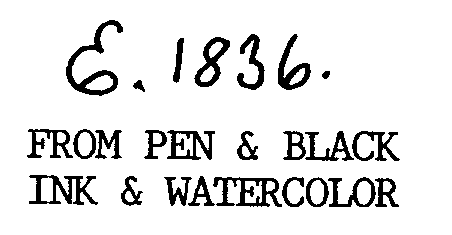 E. 1836.
FROM PEN & BLACK
INK & WATERCOLOR